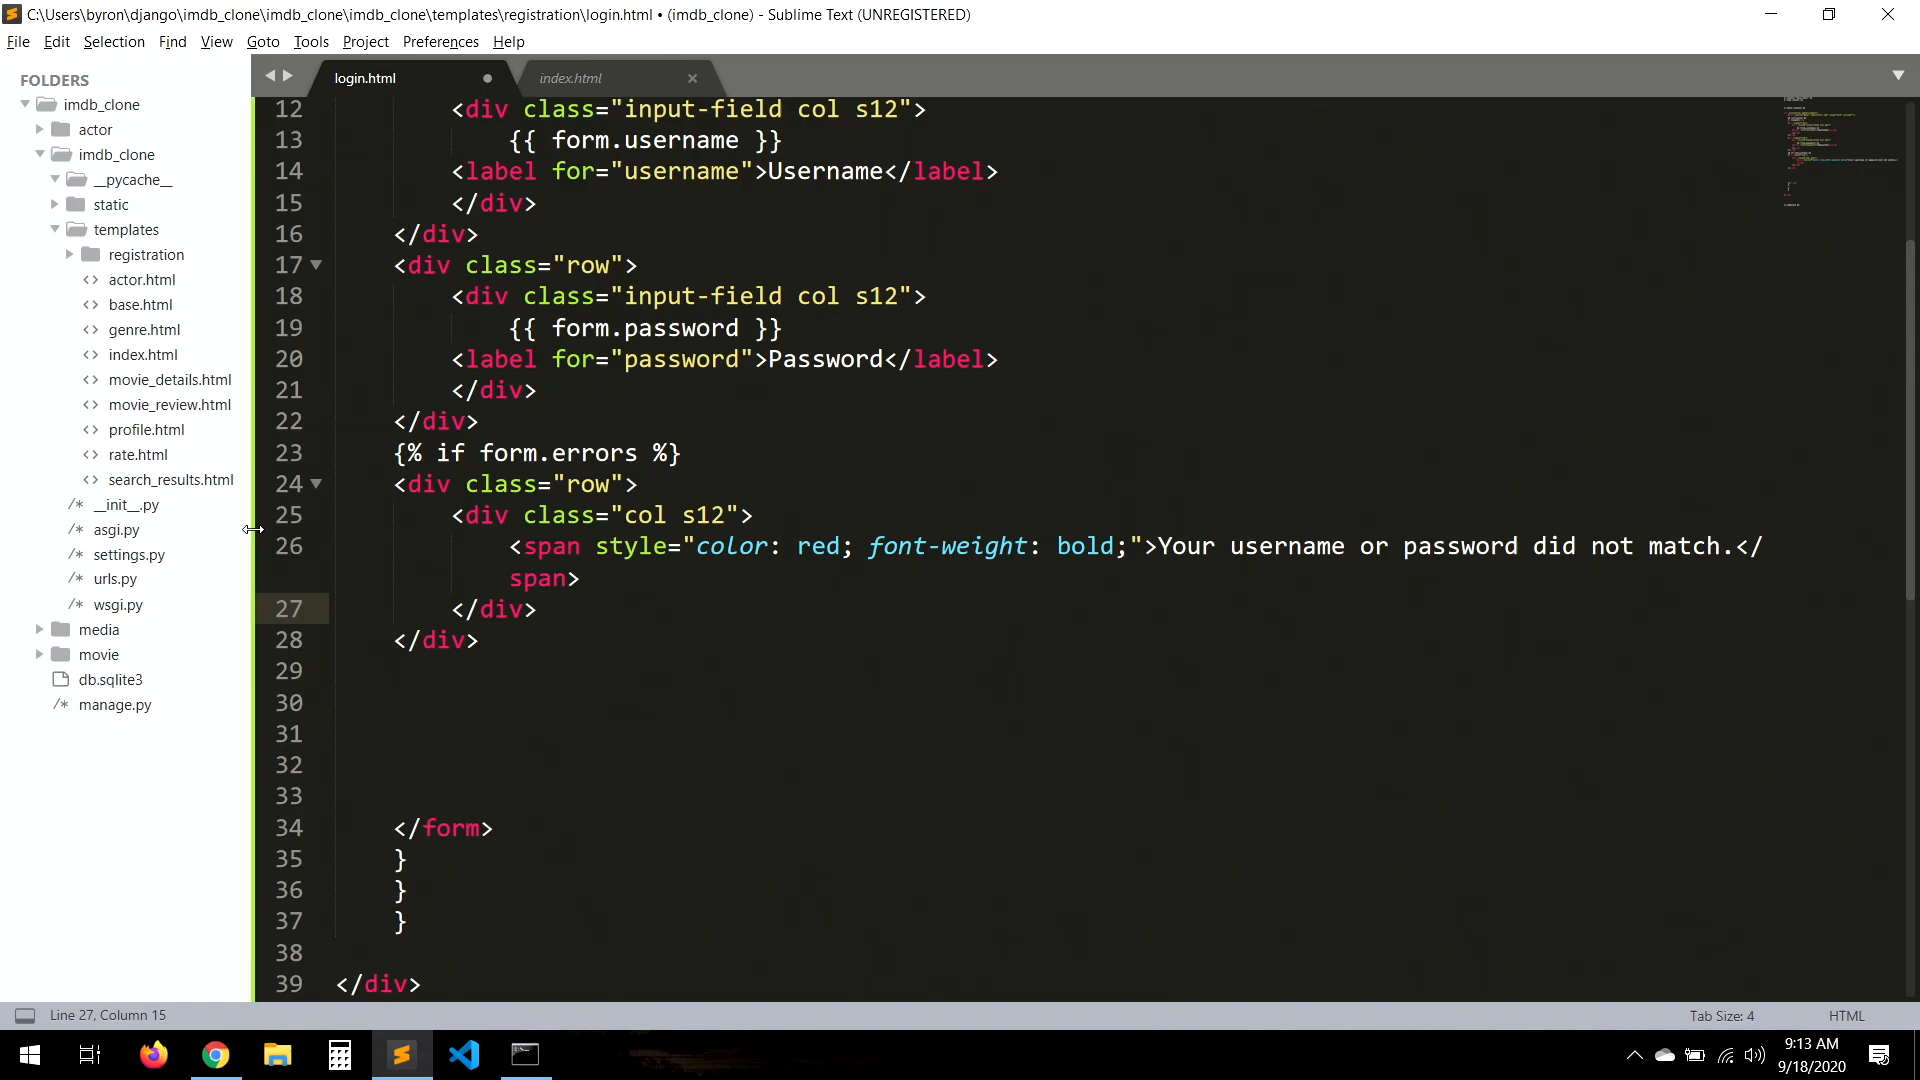 C:\Users\byron\django\imdb_clone\imdb_clone\imdb_clone\templates\registration\login.html • (imdb_clone) - Sublime Text (UNREGISTERED)
File Edit Selection Find View Goto Tools Project Preferences Help
FOLDERS
imdb_clone
actor
imdb_clone
__pycache__
static
templates
registration
actor.html
base.html
genre.html
index.html
movie_details.html
movie_review.html
profile.html
rate.html
search_results.html
__init__.py
asgi.py
settings.py
urls.py
wsgi.py
media
movie
db.sqlite3
manage.py
login.html
index.html
12 <div class="input-field col s12">
13 {{ form.username }}
14 <label for="username">Username</label>
15 </div>
16 </div>
17 <div class="row">
18 <div class="input-field col s12">
19 {{ form.password }}
20 <label for="password">Password</label>
21 </div>
22 </div>
23 {% if form.errors %}
24 <div class="row">
25 <div class="col s12">
26 <span style="color: red; font-weight: bold;">Your username or password did not match.</
span>
27 </div>
28 </div>
29
30
31
32
33
34 </form>
35 }
36 }
37 }
38
39 </div>
Line 27, Column 15
Tab Size: 4
HTML
9:13 AM
9/18/2020